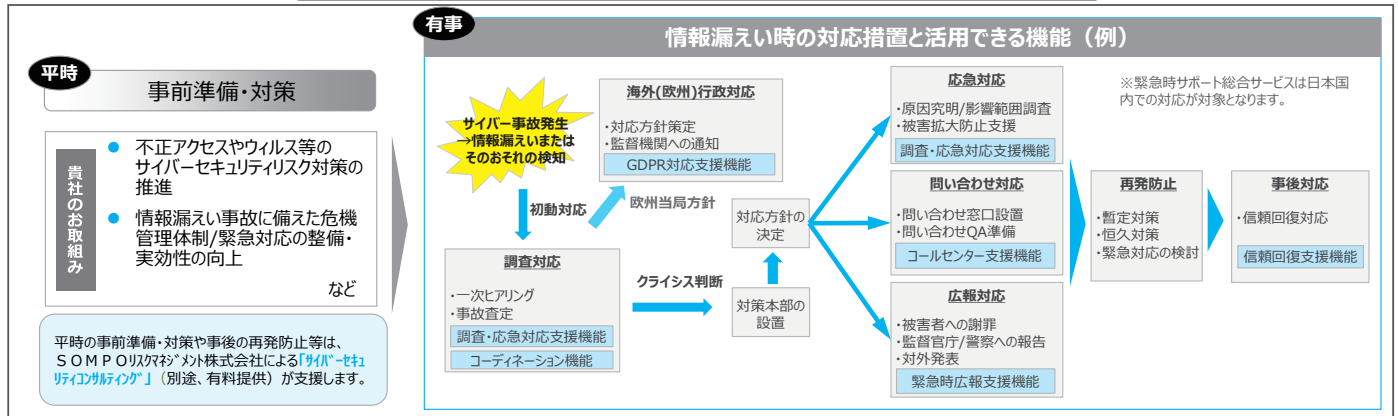 平時
事前準備・対策
貴社のお取組み
● 不正アクセスやウィルス等の
サイバーセキュリティリスク対策の
推進
● 情報漏えい事故に備えた危機
管理体制/緊急対応の整備・
実効性の向上
など
平時の事前準備・対策や事後の再発防止等は、
ＳＯＭＰＯﾘｽｸﾏﾈｼﾞﾒﾝﾄ株式会社による「ｻｲﾊﾞｰｾｷｭ
ﾘﾃｨｺﾝｻﾙﾃｨﾝｸﾞ」（別途、有料提供）が支援します。
有事
情報漏えい時の対応措置と活用できる機能（例）
サイバー事故発生
→情報漏えいまたは
そのおそれの検知
初動対応
海外(欧州)行政対応
・対応方針策定
・監督機関への通知
GDPR対応支援機能
欧州当局方針
調査対応
・一次ヒアリング
・事故査定
調査・応急対応支援機能
コーディネーション機能
クライシス判断
対策本部の
設置
対応方針の
決定
応急対応
・原因究明/影響範囲調査
・被害拡大防止支援
調査・応急対応支援機能
問い合わせ対応
・問い合わせ窓口設置
・問い合わせQA準備
コールセンター支援機能
広報対応
・被害者への謝罪
・監督官庁/警察への報告
・対外発表
緊急時広報支援機能
※緊急時サポート総合サービスは日本国
内での対応が対象となります。
再発防止
・暫定対策
・恒久対策
・緊急対応の検討
事後対応
・信頼回復対応
信頼回復支援機能